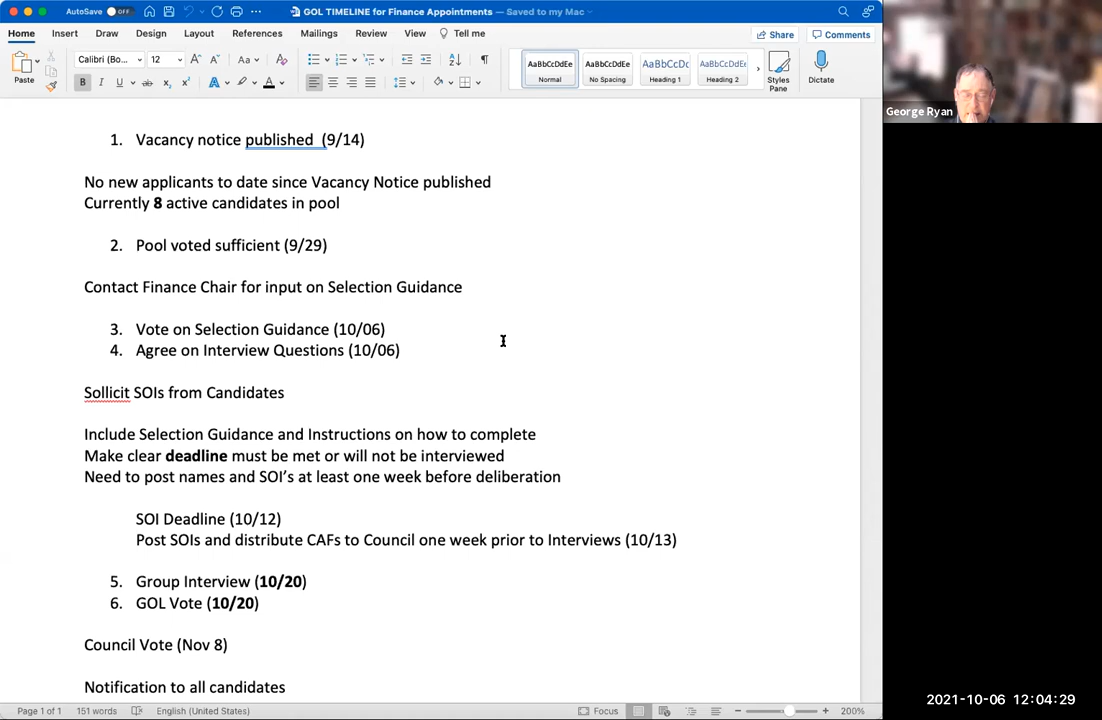 AutoSave OFF GOL TIMELINE for Finance Appointments — Saved to my Mac
Home Insert Draw Design Layout References Mailings Review View Tell me Share Comments
Paste Calibri (Bo... 12 AaBbCcDdEe Normal AaBbCcDdEe No Spacing AaBbCcDc Heading 1 AaBbCcDdEe Heading 2 Styles Pane Dictate
George Ryan
1. Vacancy notice published (9/14)
No new applicants to date since Vacancy Notice published
Currently 8 active candidates in pool
2. Pool voted sufficient (9/29)
Contact Finance Chair for input on Selection Guidance
3. Vote on Selection Guidance (10/06)
4. Agree on Interview Questions (10/06)
Sollicit SOIs from Candidates
Include Selection Guidance and Instructions on how to complete
Make clear deadline must be met or will not be interviewed
Need to post names and SOI’s at least one week before deliberation
SOI Deadline (10/12)
Post SOIs and distribute CAFs to Council one week prior to Interviews (10/13)
5. Group Interview (10/20)
6. GOL Vote (10/20)
Council Vote (Nov 8)
Notification to all candidates
Page 1 of 1 151 words English (United States) Focus 200%
2021-10-06 12:04:29